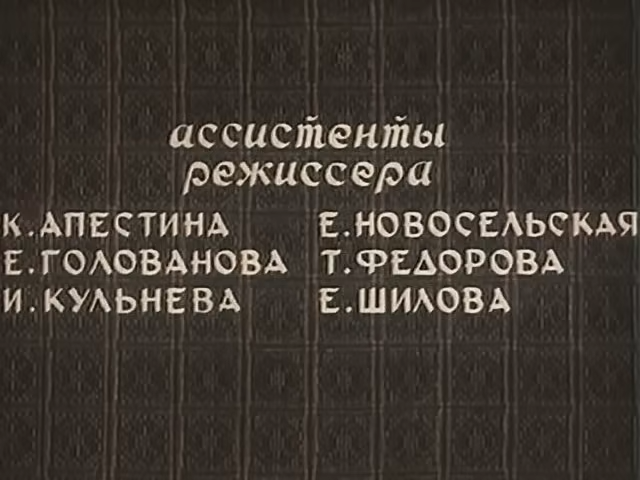 ассистенты
режиссера
К.АПЕСТИНА Е.НОВОСЕЛЬСКАЯ
Е.ГОЛОВАНОВА Т.ФЕДОРОВА
И.КУЛЬНЕВА Е.ШИЛОВА